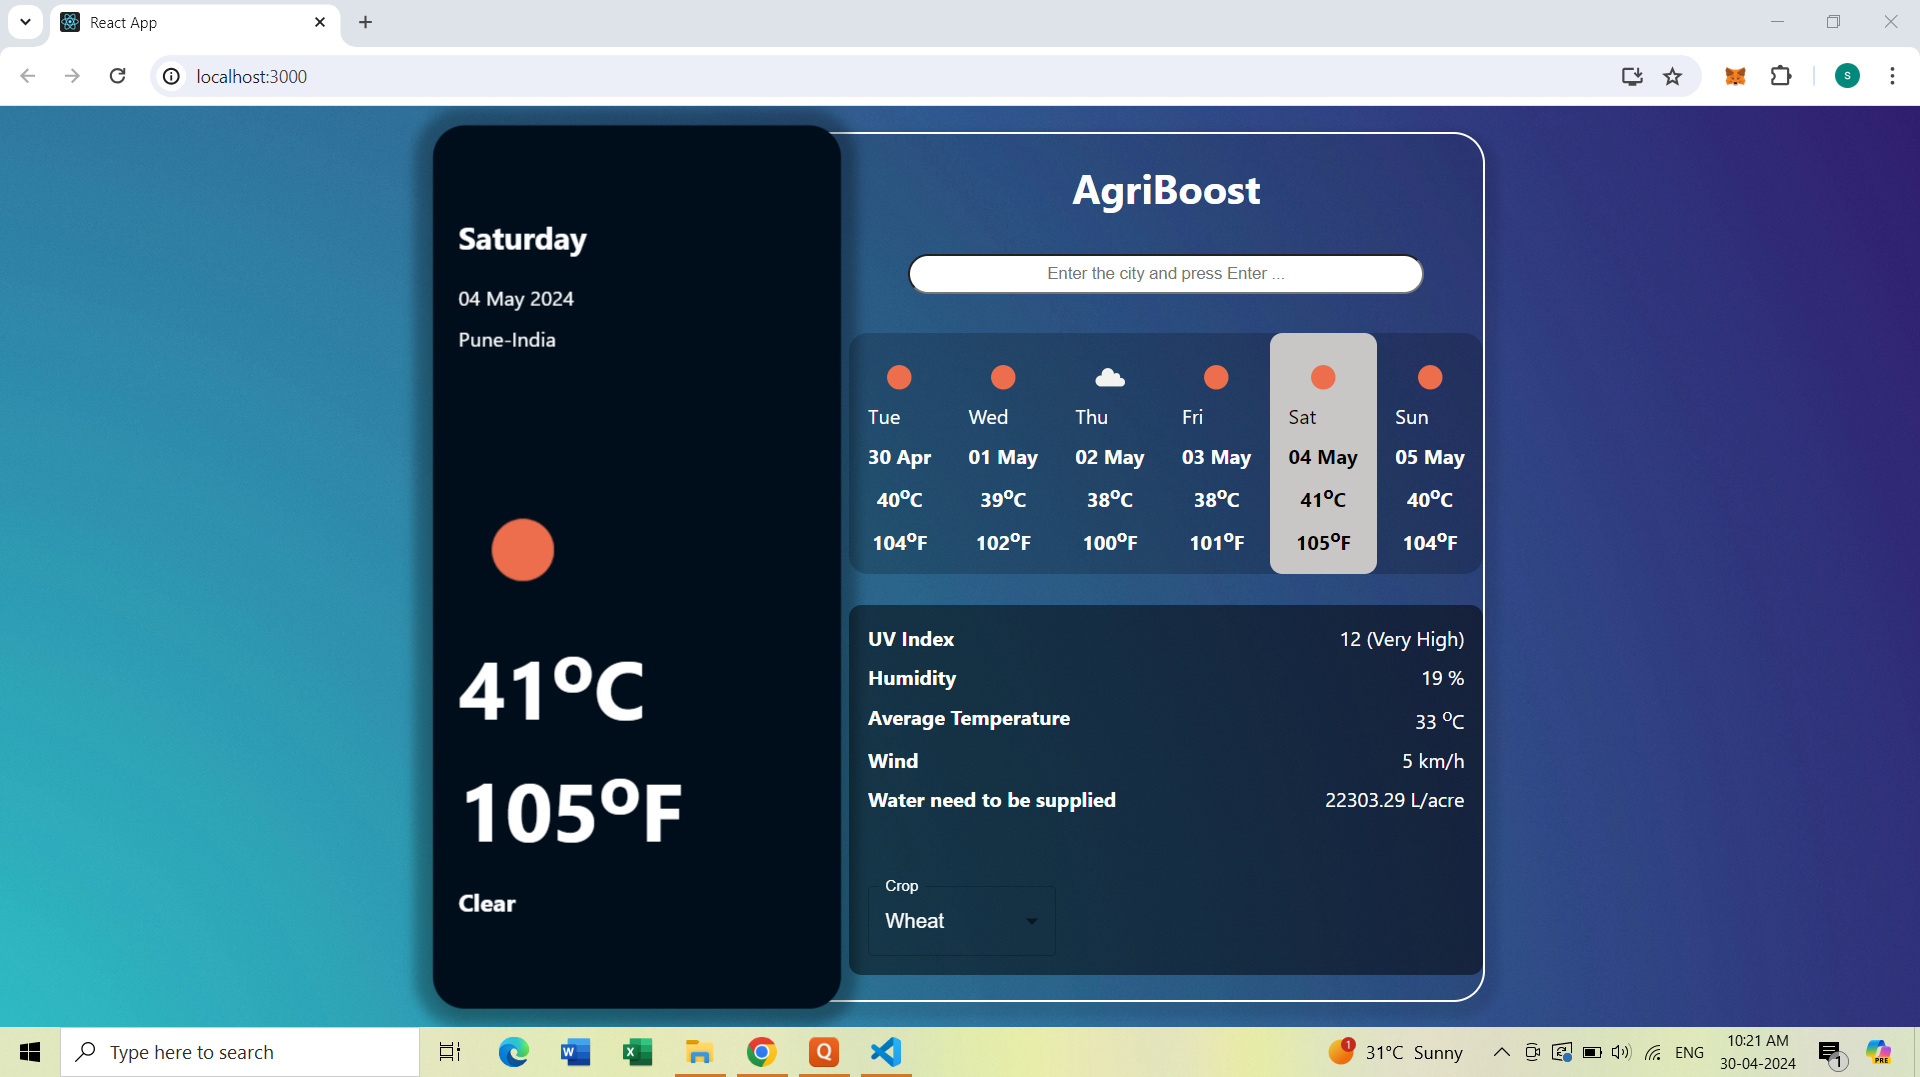 React App
localhost:3000
S
Saturday
04 May 2024
Pune-India
41°C
105°F
Clear
AgriBoost
Enter the city and press Enter ...
Tue Wed Thu Fri Sat Sun
30 Apr 01 May 02 May 03 May 04 May 05 May
40°C 39°C 38°C 38°C 41°C 40°C
104°F 102°F 100°F 101°F 105°F 104°F
UV Index 12 (Very High)
Humidity 19 %
Average Temperature 33 °C
Wind 5 km/h
Water need to be supplied 22303.29 L/acre
Crop
Wheat
Type here to search
W
X
Q
1
31°C Sunny
ENG
10:21 AM
30-04-2024
1
PRE